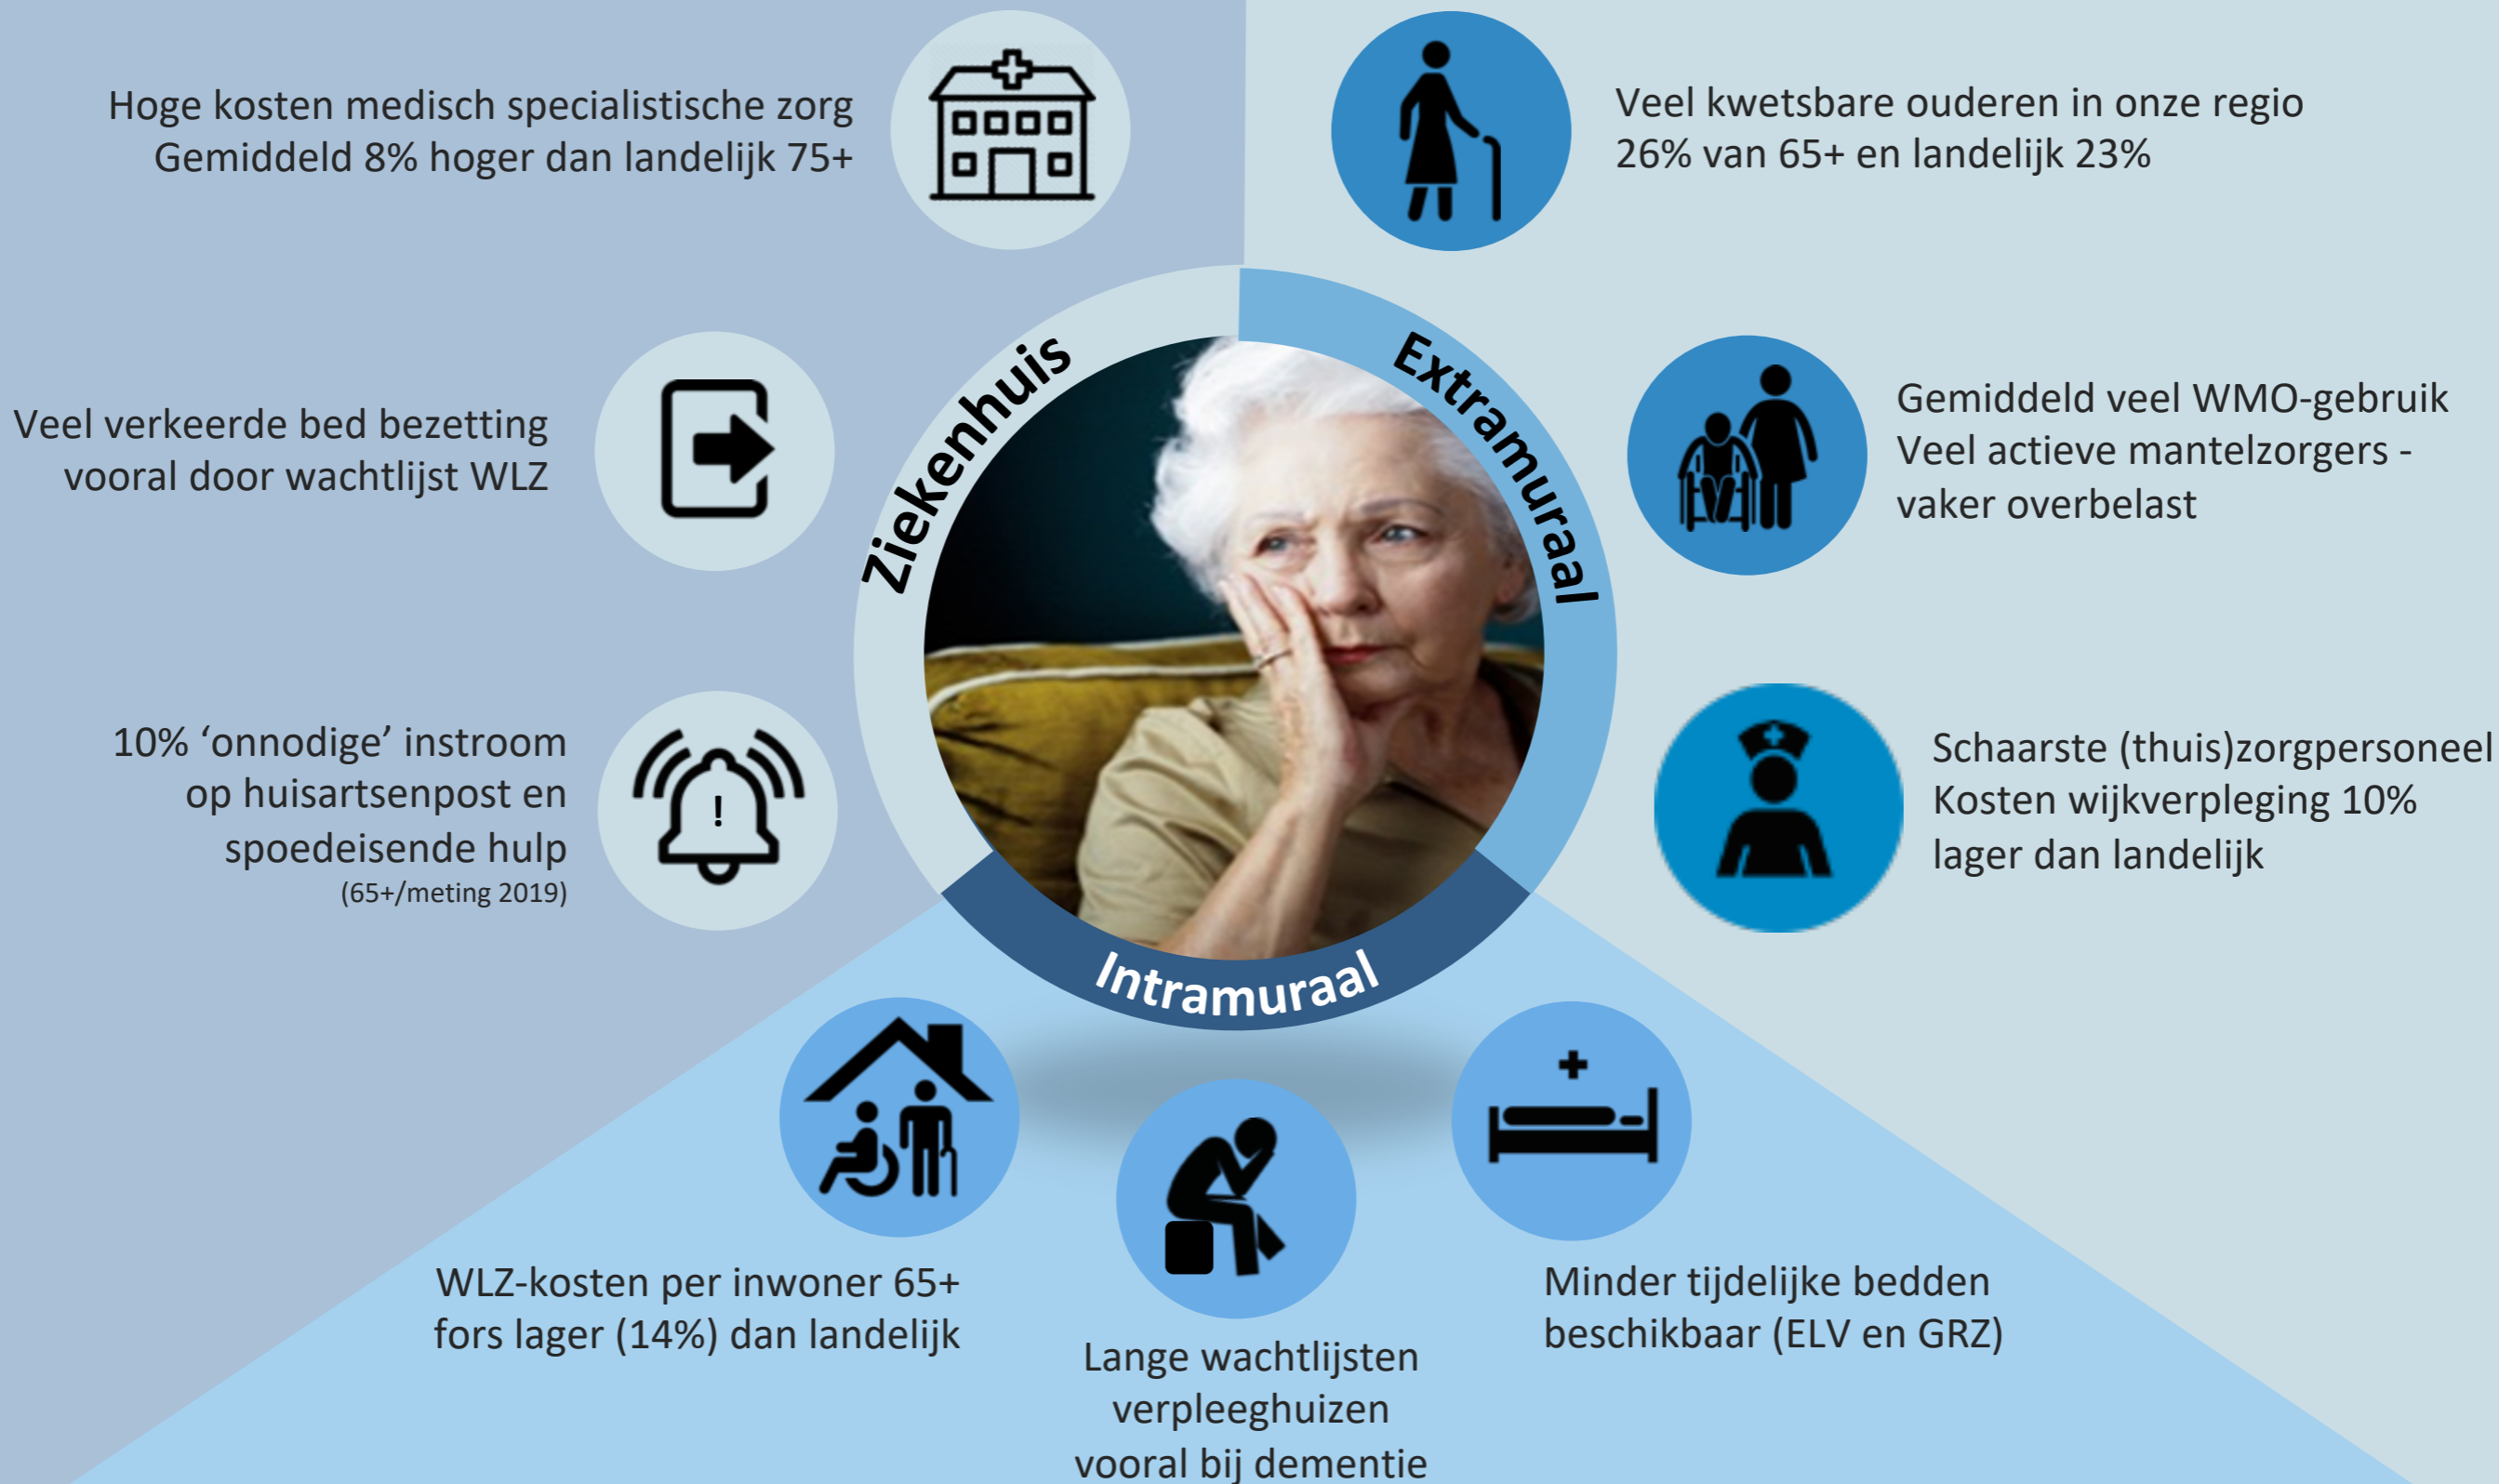 Hoge kosten medisch specialistische zorg
Gemiddeld 8% hoger dan landelijk 75+
Veel verkeerde bed bezetting
vooral door wachtlijst WLZ
10% ‘onnodige’ instroom
op huisartsenpost en
spoedeisende hulp
(65+/meting 2019)
!
Ziekenhuis
Extramuraal
Intramuraal
Veel kwetsbare ouderen in onze regio
26% van 65+ en landelijk 23%
Gemiddeld veel WMO-gebruik
Veel actieve mantelzorgers -
vaker overbelast
Schaarste (thuis)zorgpersoneel
Kosten wijkverpleging 10%
lager dan landelijk
WLZ-kosten per inwoner 65+
fors lager (14%) dan landelijk
Lange wachtlijsten
verpleeghuizen
vooral bij dementie
Minder tijdelijke bedden
beschikbaar (ELV en GRZ)